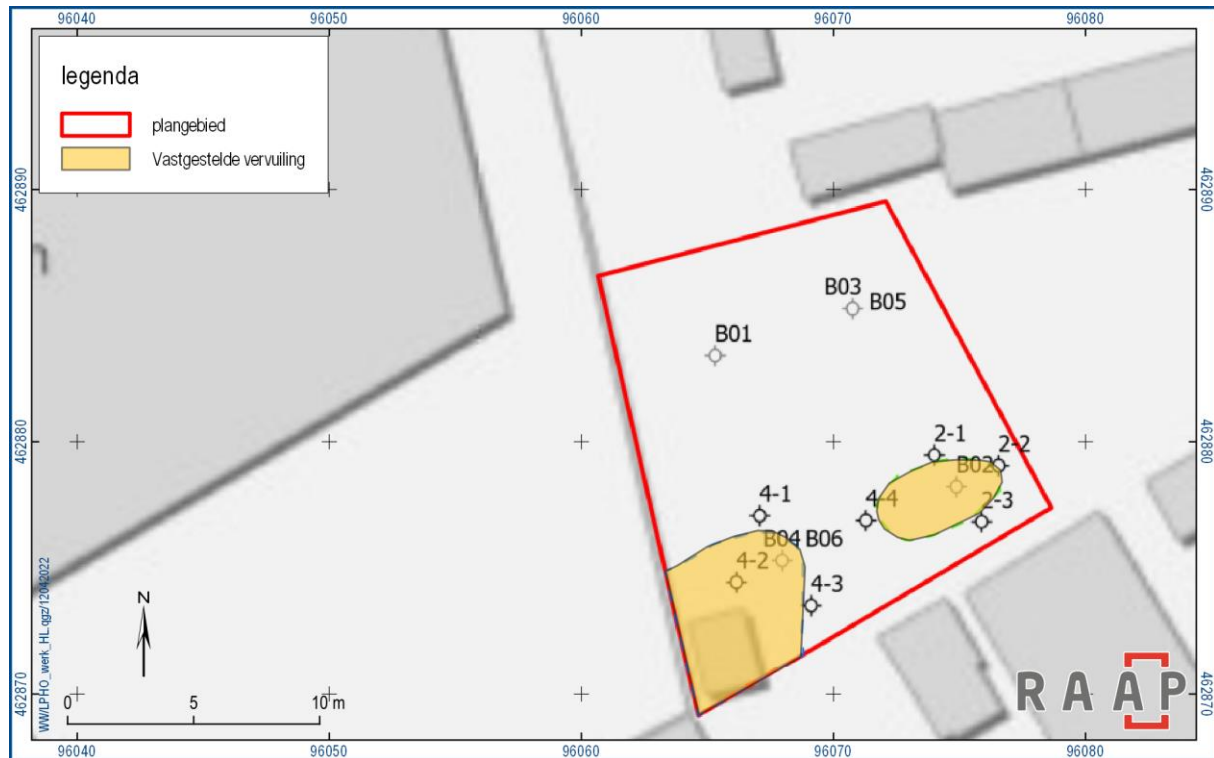 96040 96050 96060 96070 96080
legenda
plangebied
Vastgestelde vervuiling
462890 462890
B03 B05
B01
462880 462880
2-1 2-2
B02
4-1 4-4 2-3
B04 B06
4-2
4-3
N
WW/LPHO_werk_HL.qgz/12042022
462870 462870
RAAP
0 5 10 m
96040 96050 96060 96070 96080